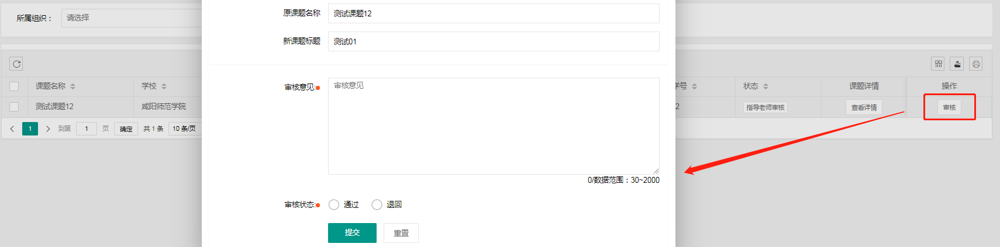 所属组织：
请选择
原课题名称
测试课题12
新课题标题
测试01
课题名称
学校
学号
状态
课题详情
操作
测试课题12
咸阳师范学院
2
指导老师审核
查看详情
审核
1
到第
1
页
确定
共 1 条
10 条/页
审核意见:
审核意见
0/数据范围：30~2000
审核状态:
通过
退回
提交
重置